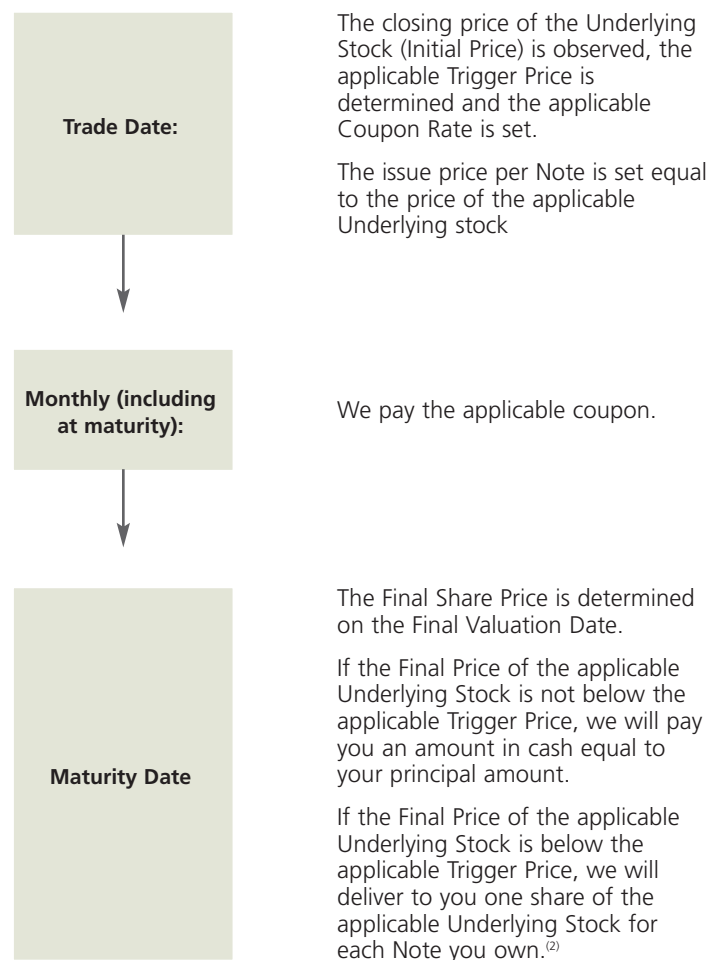 Trade Date:
The closing price of the Underlying
Stock (Initial Price) is observed, the
applicable Trigger Price is
determined and the applicable
Coupon Rate is set.
The issue price per Note is set equal
to the price of the applicable
Underlying stock
Monthly (including
at maturity):
We pay the applicable coupon.
Maturity Date
The Final Share Price is determined
on the Final Valuation Date.
If the Final Price of the applicable
Underlying Stock is not below the
applicable Trigger Price, we will pay
you an amount in cash equal to
your principal amount.
If the Final Price of the applicable
Underlying Stock is below the
applicable Trigger Price, we will
deliver to you one share of the
applicable Underlying Stock for
each Note you own.(2)